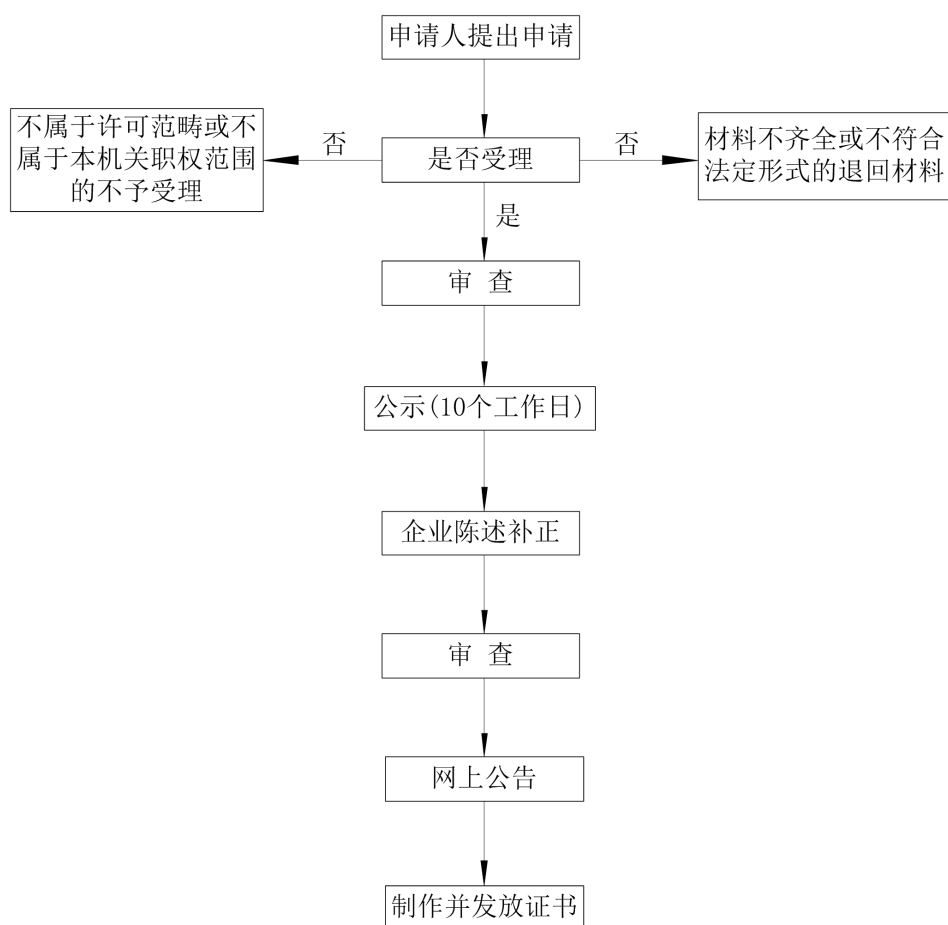 申请人提出申请
不属于许可范畴或不
属于本机关职权范围
的不予受理
否
是否受理
否
材料不齐全或不符合
法定形式的退回材料
是
审 查
公示(10个工作日)
企业陈述补正
审 查
网上公告
制作并发放证书